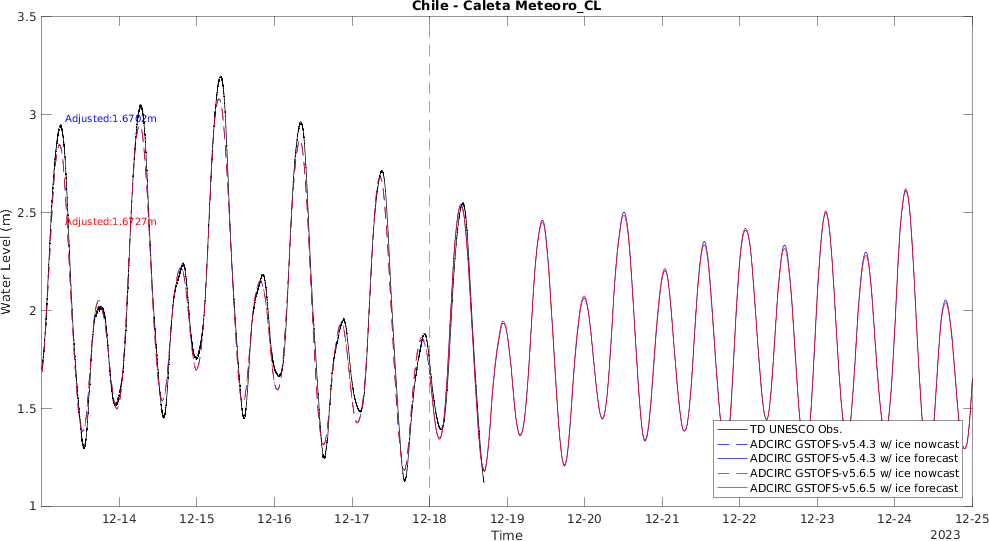 Chile - Caleta Meteoro_CL
3.5
3
2.5
2
1.5
1
Water Level (m)
Adjusted:1.6702m
Adjusted:1.6727m
TD UNESCO Obs.
ADCIRC GSTOFS-v5.4.3 w/ ice nowcast
ADCIRC GSTOFS-v5.4.3 w/ ice forecast
ADCIRC GSTOFS-v5.6.5 w/ ice nowcast
ADCIRC GSTOFS-v5.6.5 w/ ice forecast
12-14 12-15 12-16 12-17 12-18 12-19 12-20 12-21 12-22 12-23 12-24 12-25
Time
2023